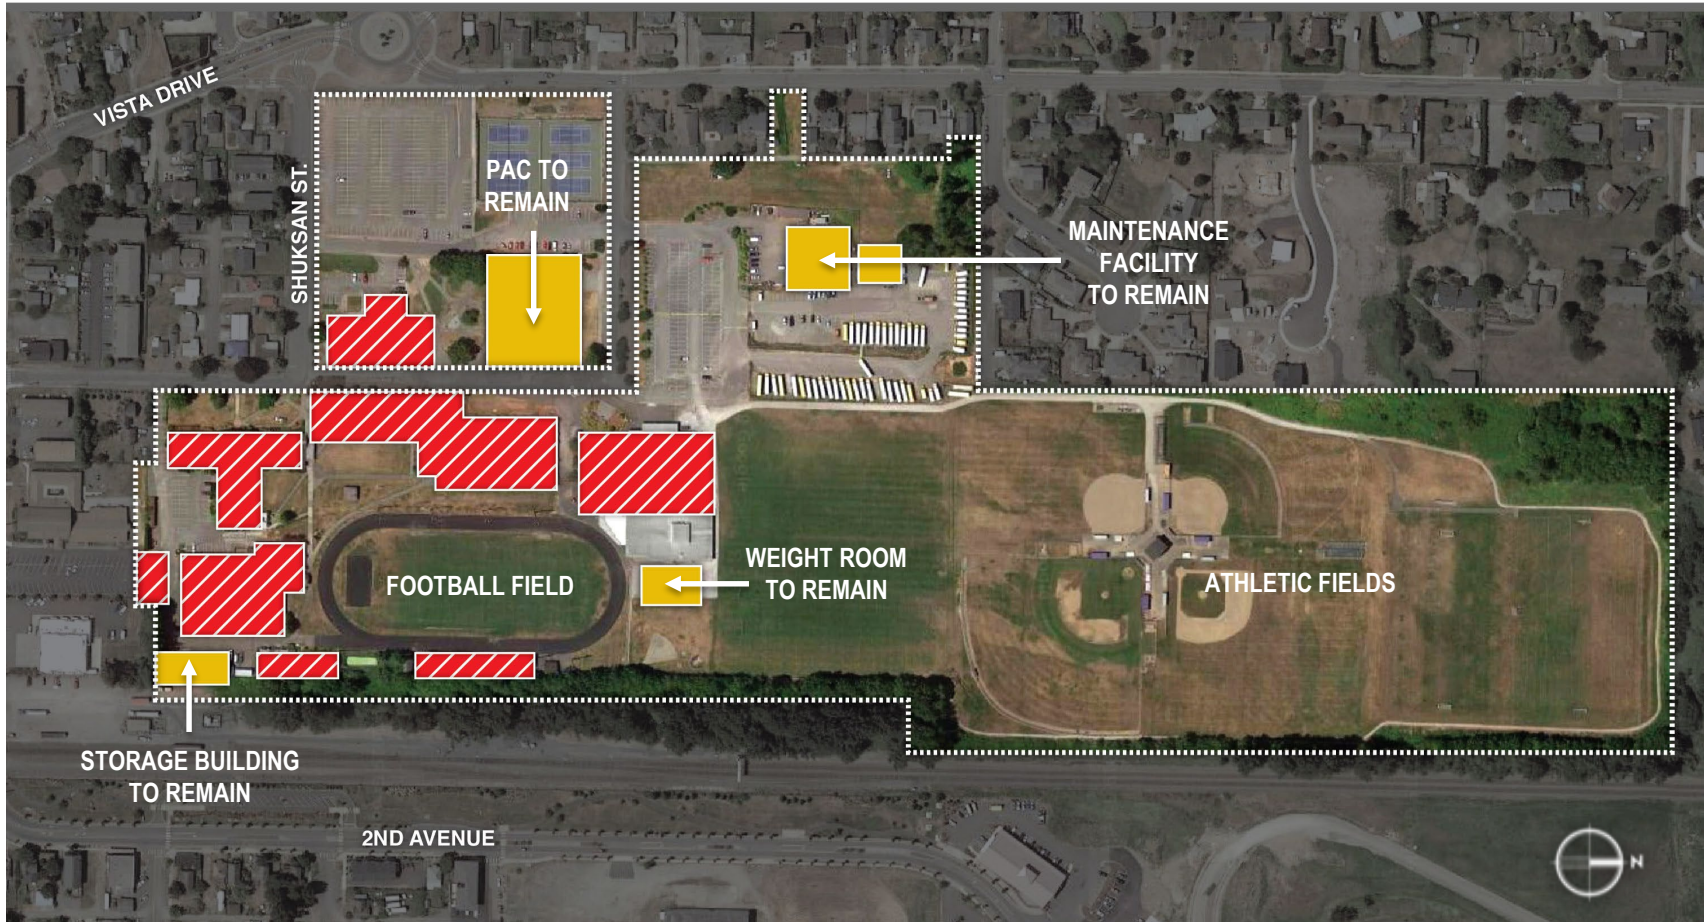 VISTA DRIVE
SHUKSAN ST.
PAC TO
REMAIN
MAINTENANCE
FACILITY
TO REMAIN
FOOTBALL FIELD
WEIGHT ROOM
TO REMAIN
ATHLETIC FIELDS
STORAGE BUILDING
TO REMAIN
2ND AVENUE
N